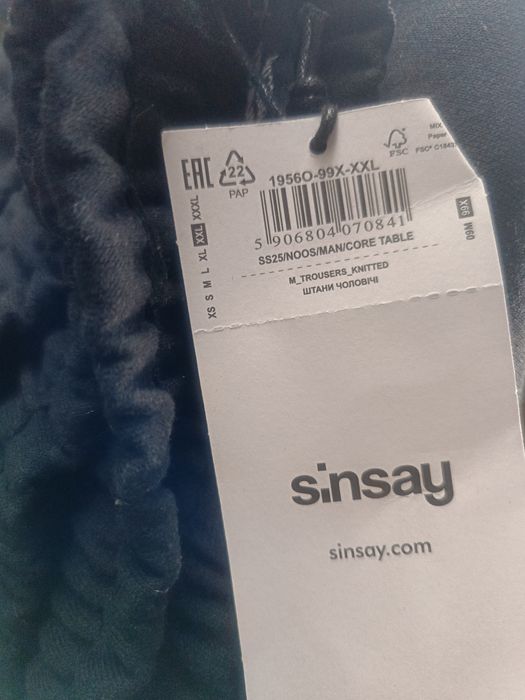 EAC
22
PAP
FSC
MIX
Paper
1956O-99X-XXL
5 906804 070841
SS25/NOOS/MAN/CORE TABLE
M_TROUSERS_KNITTED
ШТАНИ ЧОЛОВІЧІ
XS S M L XL XXL XXXL
09M 99X
sinsay
sinsay.com